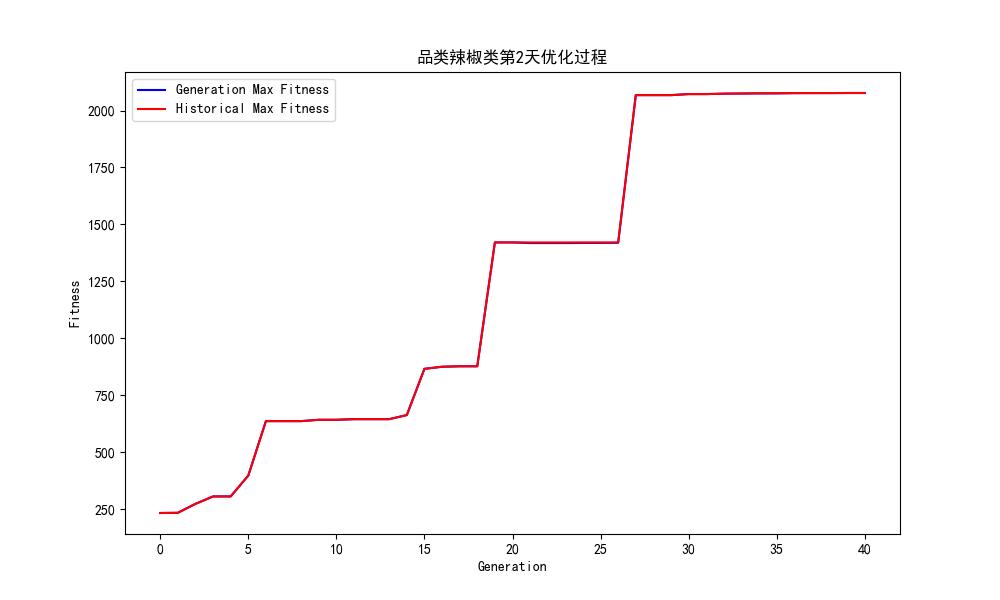 品类辣椒类第2天优化过程
Generation Max Fitness
Historical Max Fitness
2000
1750
1500
1250
1000
750
500
250
Fitness
0 5 10 15 20 25 30 35 40
Generation